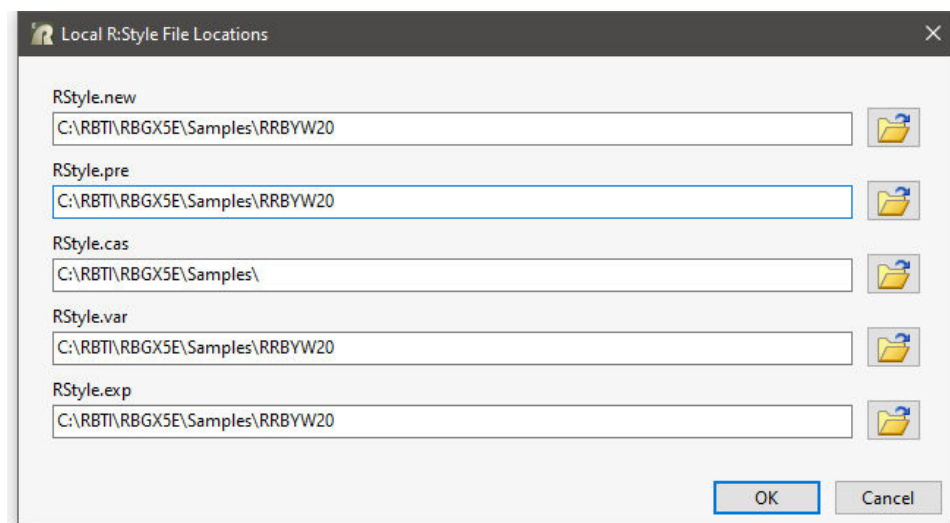 Local R:Style File Locations
RStyle.new
C:\RBTI\RBGX5E\Samples\RRBYW20
RStyle.pre
C:\RBTI\RBGX5E\Samples\RRBYW20
RStyle.cas
C:\RBTI\RBGX5E\Samples\
RStyle.var
C:\RBTI\RBGX5E\Samples\RRBYW20
RStyle.exp
C:\RBTI\RBGX5E\Samples\RRBYW20
OK Cancel